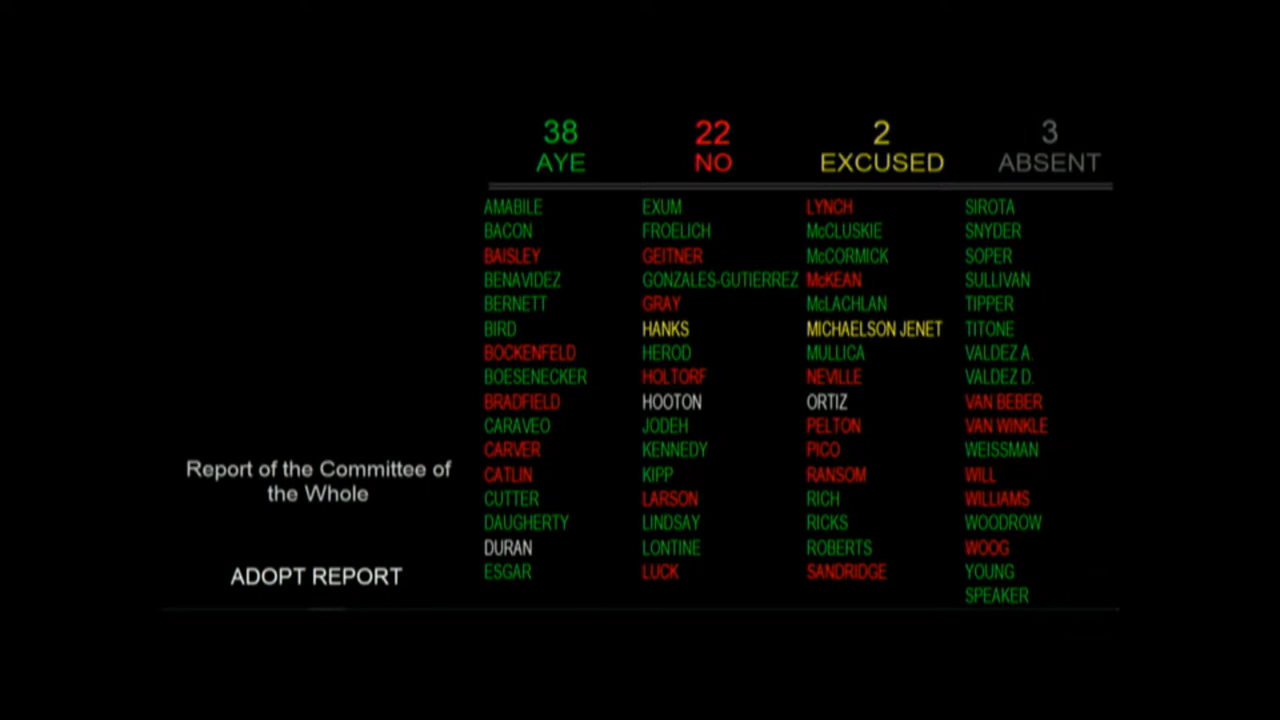 38 22 2 3
AYE NO EXCUSED ABSENT
AMABILE EXUM LYNCH SIROTA
BACON FROELICH McCLUSKIE SNYDER
BAISLEY GEITNER McCORMICK SOPER
BENAVIDEZ GONZALES-GUTIERREZ McKEAN SULLIVAN
BERNETT GRAY McLACHLAN TIPPER
BIRD HANKS MICHAELSON JENET TITONE
BOCKENFELD HEROD MULLICA VALDEZ A.
BOESENECKER HOLTORF NEVILLE VALDEZ D.
BRADFIELD HOOTON ORTIZ VAN BEBER
CARAVEO JODEH PELTON VAN WINKLE
CARVER KENNEDY PICO WEISSMAN
CATLIN KIPP RANSOM WILL
CUTTER LARSON RICH WILLIAMS
DAUGHERTY LINDSAY RICKS WOODROW
DURAN LONTINE ROBERTS WOOG
ESGAR LUCK SANDRIDGE YOUNG
SPEAKER
Report of the Committee of
the Whole
ADOPT REPORT